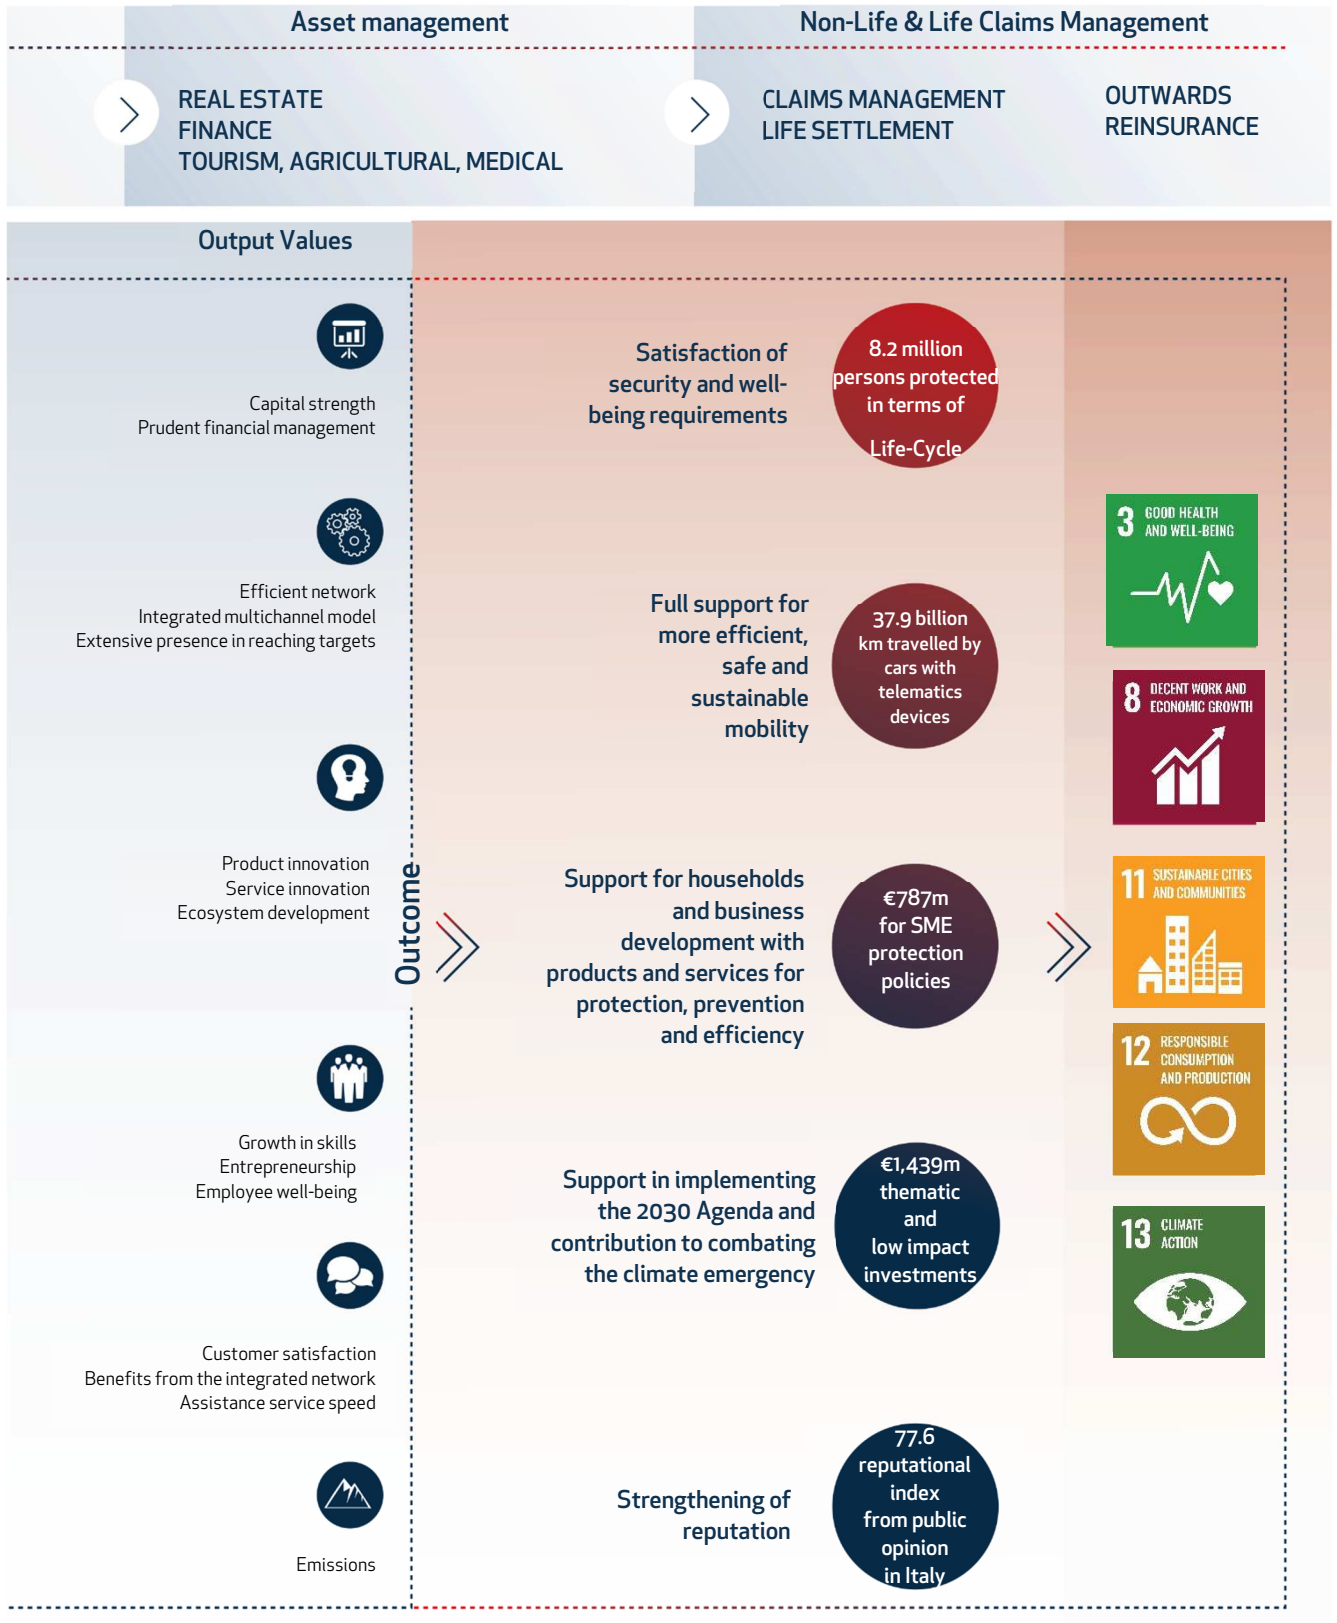 Asset management
Non-Life & Life Claims Management
REAL ESTATE
FINANCE
TOURISM, AGRICULTURAL, MEDICAL
CLAIMS MANAGEMENT
LIFE SETTLEMENT
OUTWARDS
REINSURANCE
Output Values
Capital strength
Prudent financial management
Efficient network
Integrated multichannel model
Extensive presence in reaching targets
Product innovation
Service innovation
Ecosystem development
Growth in skills
Entrepreneurship
Employee well-being
Customer satisfaction
Benefits from the integrated network
Assistance service speed
Emissions
Outcome
Satisfaction of
security and well-
being requirements
8.2 million
persons protected
in terms of
Life-Cycle
Full support for
more efficient,
safe and
sustainable
mobility
37.9 billion
km travelled by
cars with
telematics
devices
Support for households
and business
development with
products and services for
protection, prevention
and efficiency
€787m
for SME
protection
policies
Support in implementing
the 2030 Agenda and
contribution to combating
the climate emergency
€1,439m
thematic
and
low impact
investments
Strengthening of
reputation
77.6
reputational
index
from public
opinion
in Italy
3 GOOD HEALTH
AND WELL-BEING
8 DECENT WORK AND
ECONOMIC GROWTH
11 SUSTAINABLE CITIES
AND COMMUNITIES
12 RESPONSIBLE
CONSUMPTION
AND PRODUCTION
13 CLIMATE
ACTION